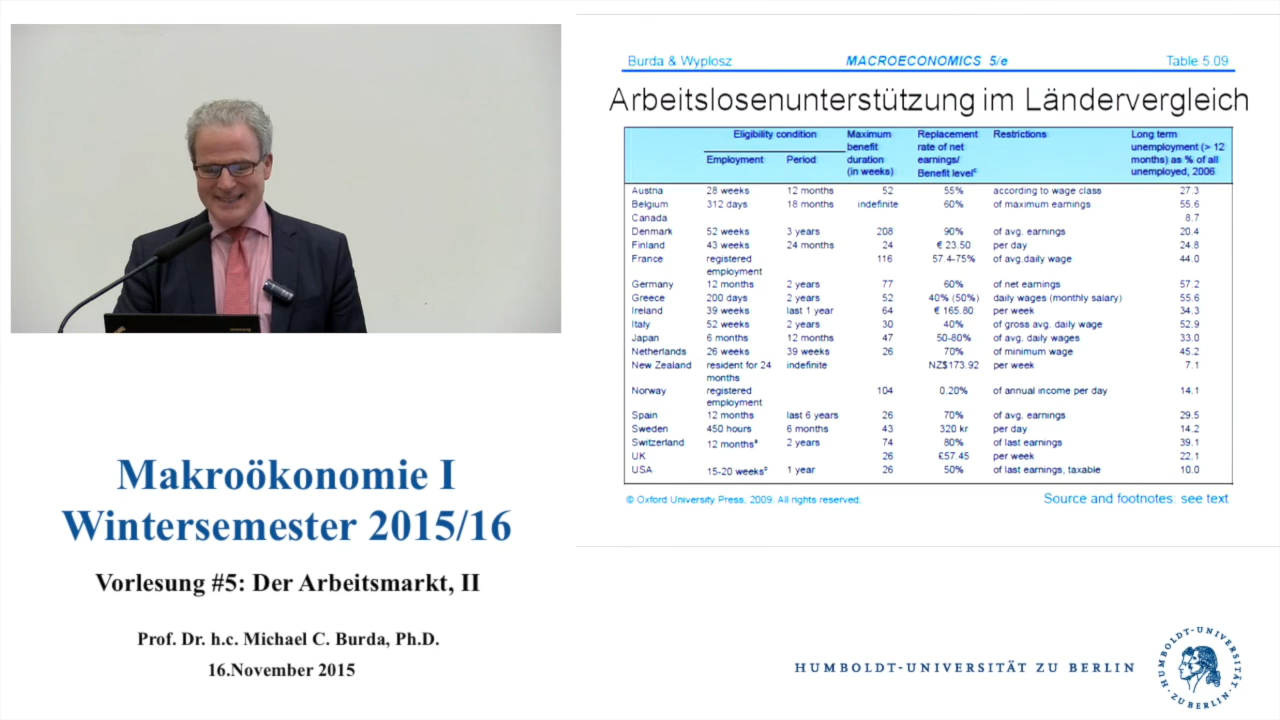 Burda & Wyplosz MACROECONOMICS 5/e Table 5.09
Arbeitslosenunterstützung im Ländervergleich
Eligibility condition Maximum Replacement Restrictions Long term
benefit rate of net unemployment (> 12
Employment Period duration earnings/ months) as % of all
(in weeks) Benefit levelᶜ unemployed, 2006
Austria 28 weeks 12 months 52 55% according to wage class 27.3
Belgium 312 days 18 months indefinite 60% of maximum earnings 55.6
Canada 8.7
Denmark 52 weeks 3 years 208 90% of avg. earnings 20.4
Finland 43 weeks 24 months 24 € 23.50 per day 24.8
France registered 116 57.4-75% of avg.daily wage 44.0
employment
Germany 12 months 2 years 77 60% of net earnings 57.2
Greece 200 days 2 years 52 40% (50%) daily wages (monthly salary) 55.6
Ireland 39 weeks last 1 year 64 € 165.80 per week 34.3
Italy 52 weeks 2 years 30 40% of gross avg. daily wage 52.9
Japan 6 months 12 months 47 50-80% of avg. daily wages 33.0
Netherlands 26 weeks 39 weeks 26 70% of minimum wage 45.2
New Zealand resident for 24 indefinite NZ$173.92 per week 7.1
months
Norway registered 104 0.20% of annual income per day 14.1
employment
Spain 12 months last 6 years 26 70% of avg. earnings 29.5
Sweden 450 hours 6 months 43 320 kr per day 14.2
Switzerland 12 monthsᵃ 2 years 74 80% of last earnings 39.1
UK 26 £57.45 per week 22.1
USA 15-20 weeksᵇ 1 year 26 50% of last earnings, taxable 10.0
© Oxford University Press, 2009. All rights reserved. Source and footnotes: see text
Makroökonomie I
Wintersemester 2015/16
Vorlesung #5: Der Arbeitsmarkt, II
Prof. Dr. h.c. Michael C. Burda, Ph.D.
16.November 2015
HUMBOLDT-UNIVERSITÄT ZU BERLIN
HUMBOLDT-UNIVERSITÄT ZU BERLIN